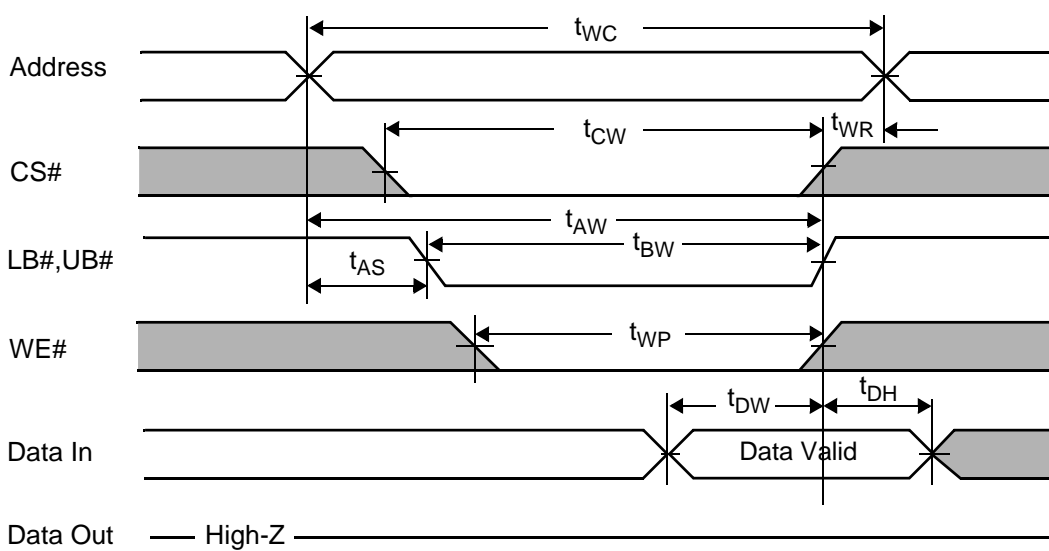 tWC
Address
tCW
tWR
CS#
tAW
LB#,UB#
tBW
tAS
WE#
tWP
tDW
tDH
Data In
Data Valid
Data Out
High-Z